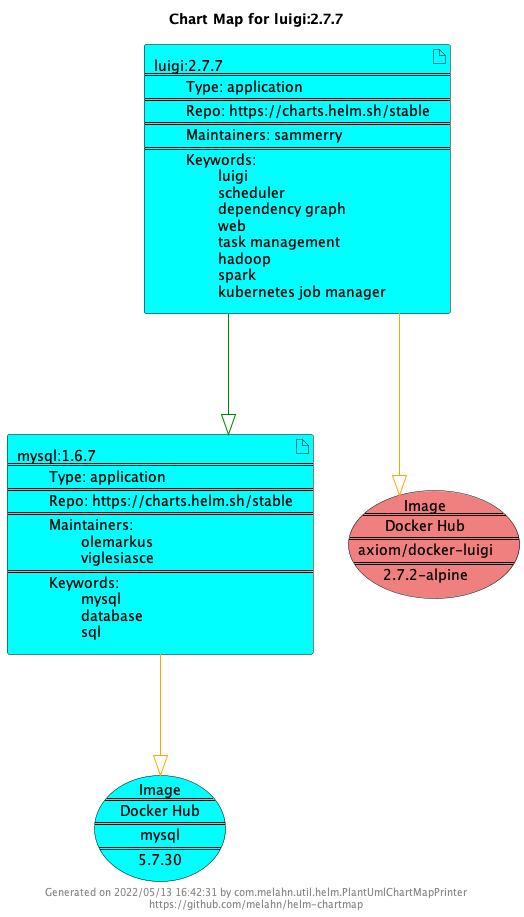 Chart Map for luigi:2.7.7
luigi:2.7.7
Type: application
Repo: https://charts.helm.sh/stable
Maintainers: sammerry
Keywords:
luigi
scheduler
dependency graph
web
task management
hadoop
spark
kubernetes job manager
mysql:1.6.7
Type: application
Repo: https://charts.helm.sh/stable
Maintainers:
olemarkus
viglesiasce
Keywords:
mysql
database
sql
Image
Docker Hub
axiom/docker-luigi
2.7.2-alpine
Image
Docker Hub
mysql
5.7.30
Generated on 2022/05/13 16:42:31 by com.melahn.util.helm.PlantUmlChartMapPrinter
https://github.com/melahn/helm-chartmap